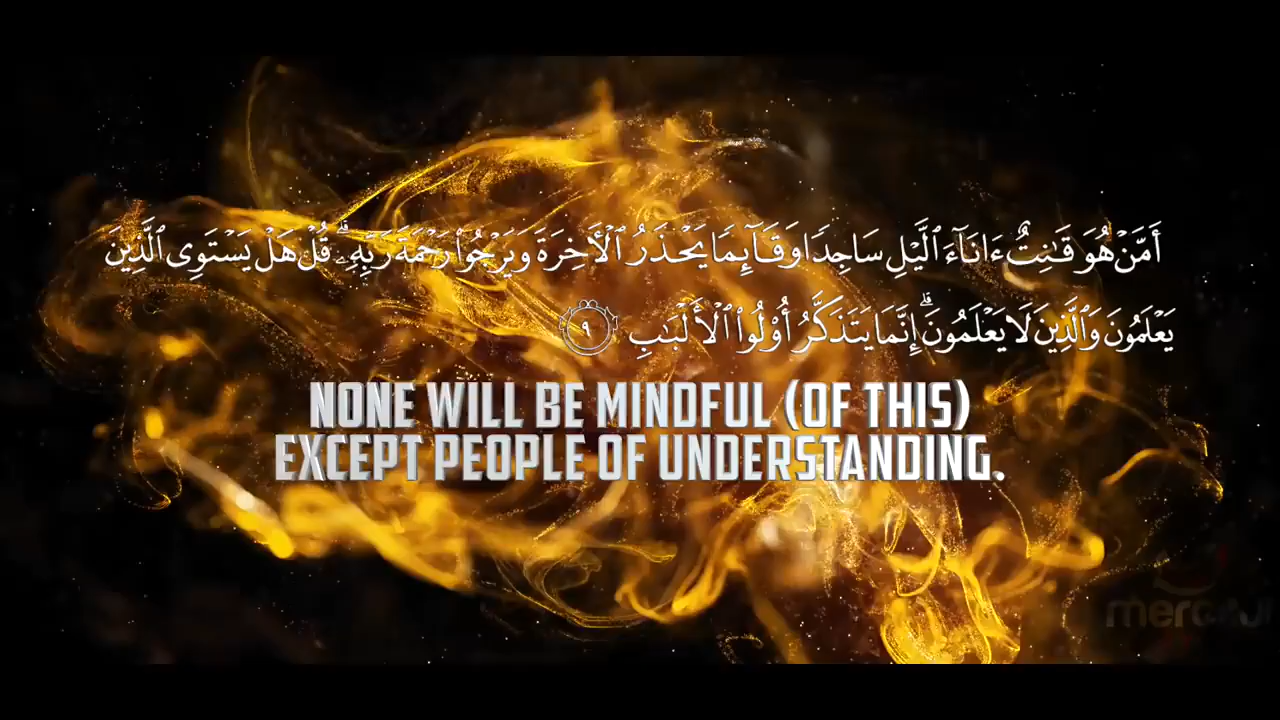 أَمَّنْ هُوَ قَٰنِتٌ ءَانَآءَ ٱلَّيْلِ سَاجِدًا وَقَآئِمًا يَحْذَرُ ٱلْأَخِرَةَ وَيَرْجُوا۟ رَحْمَةَ رَبِّهِۦۗ قُلْ هَلْ يَسْتَوِى ٱلَّذِينَ
يَعْلَمُونَ وَٱلَّذِينَ لَا يَعْلَمُونَۗ إِنَّمَا يَتَذَكَّرُ أُو۟لُوا۟ ٱلْأَلْبَٰبِ ٩
NONE WILL BE MINDFUL (OF THIS)
EXCEPT PEOPLE OF UNDERSTANDING.